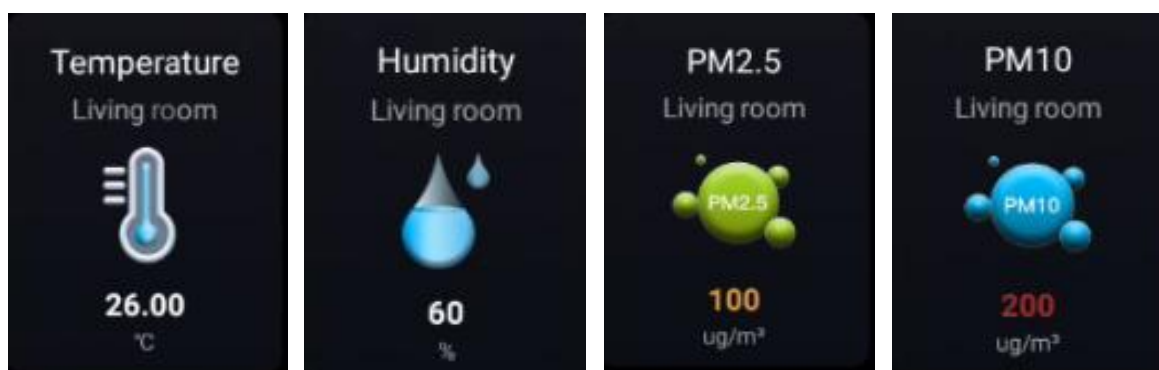 Temperature
Living room
26.00
℃
Humidity
Living room
60
%
PM2.5
Living room
PM2.5
100
ug/m³
PM10
Living room
PM10
200
ug/m³